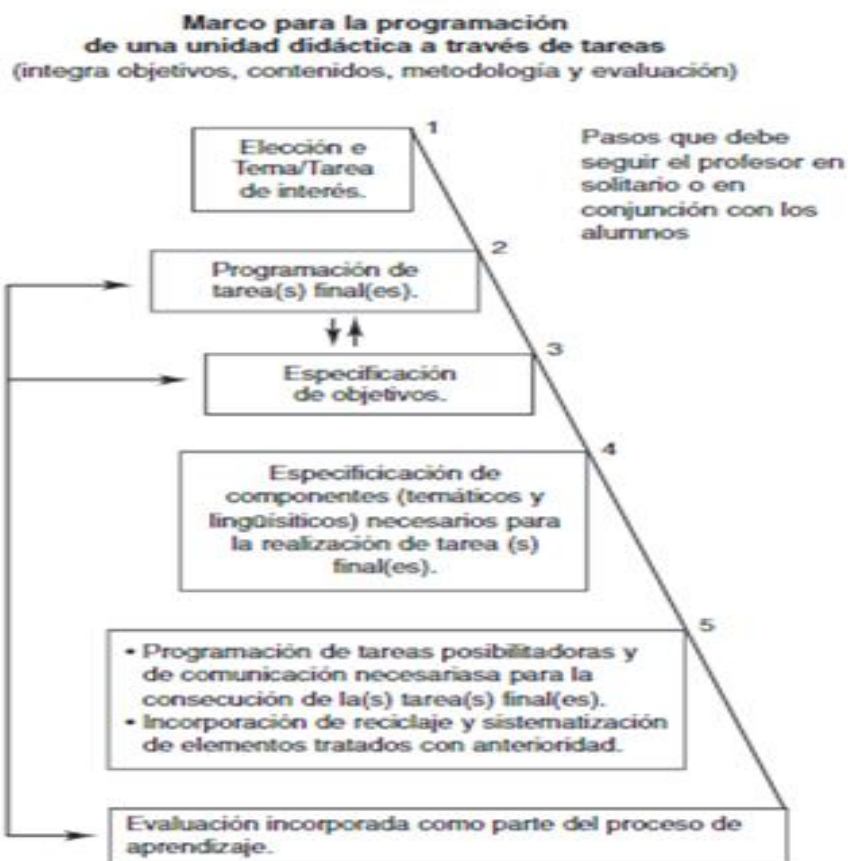 Marco para la programación
de una unidad didáctica a través de tareas
(integra objetivos, contenidos, metodología y evaluación)
1
Elección e
Tema/Tarea
de interés.
Pasos que debe
seguir el profesor en
solitario o en
conjunción con los
alumnos
2
Programación de
tarea(s) final(es).
3
Especificación
de objetivos.
4
Especificicación de
componentes (temáticos y
lingüísiticos) necesarios para
la realización de tarea (s)
final(es).
5
• Programación de tareas posibilitadoras y
de comunicación necesariasa para la
consecución de la(s) tarea(s) final(es).
• Incorporación de reciclaje y sistematización
de elementos tratados con anterioridad.
Evaluación incorporada como parte del proceso de
aprendizaje.